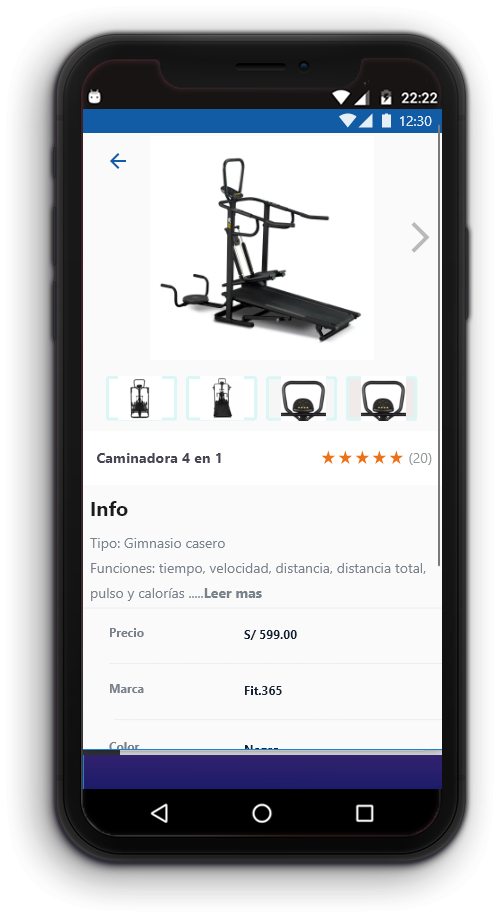 22:22
12:30
Caminadora 4 en 1 (20)
Info
Tipo: Gimnasio casero
Funciones: tiempo, velocidad, distancia, distancia total,
pulso y calorías .....Leer mas
Precio S/ 599.00
Marca Fit.365
Color Negro